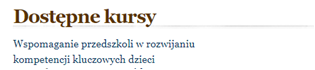 Dostępne kursy
Wspomaganie przedszkoli w rozwijaniu
kompetencji kluczowych dzieci